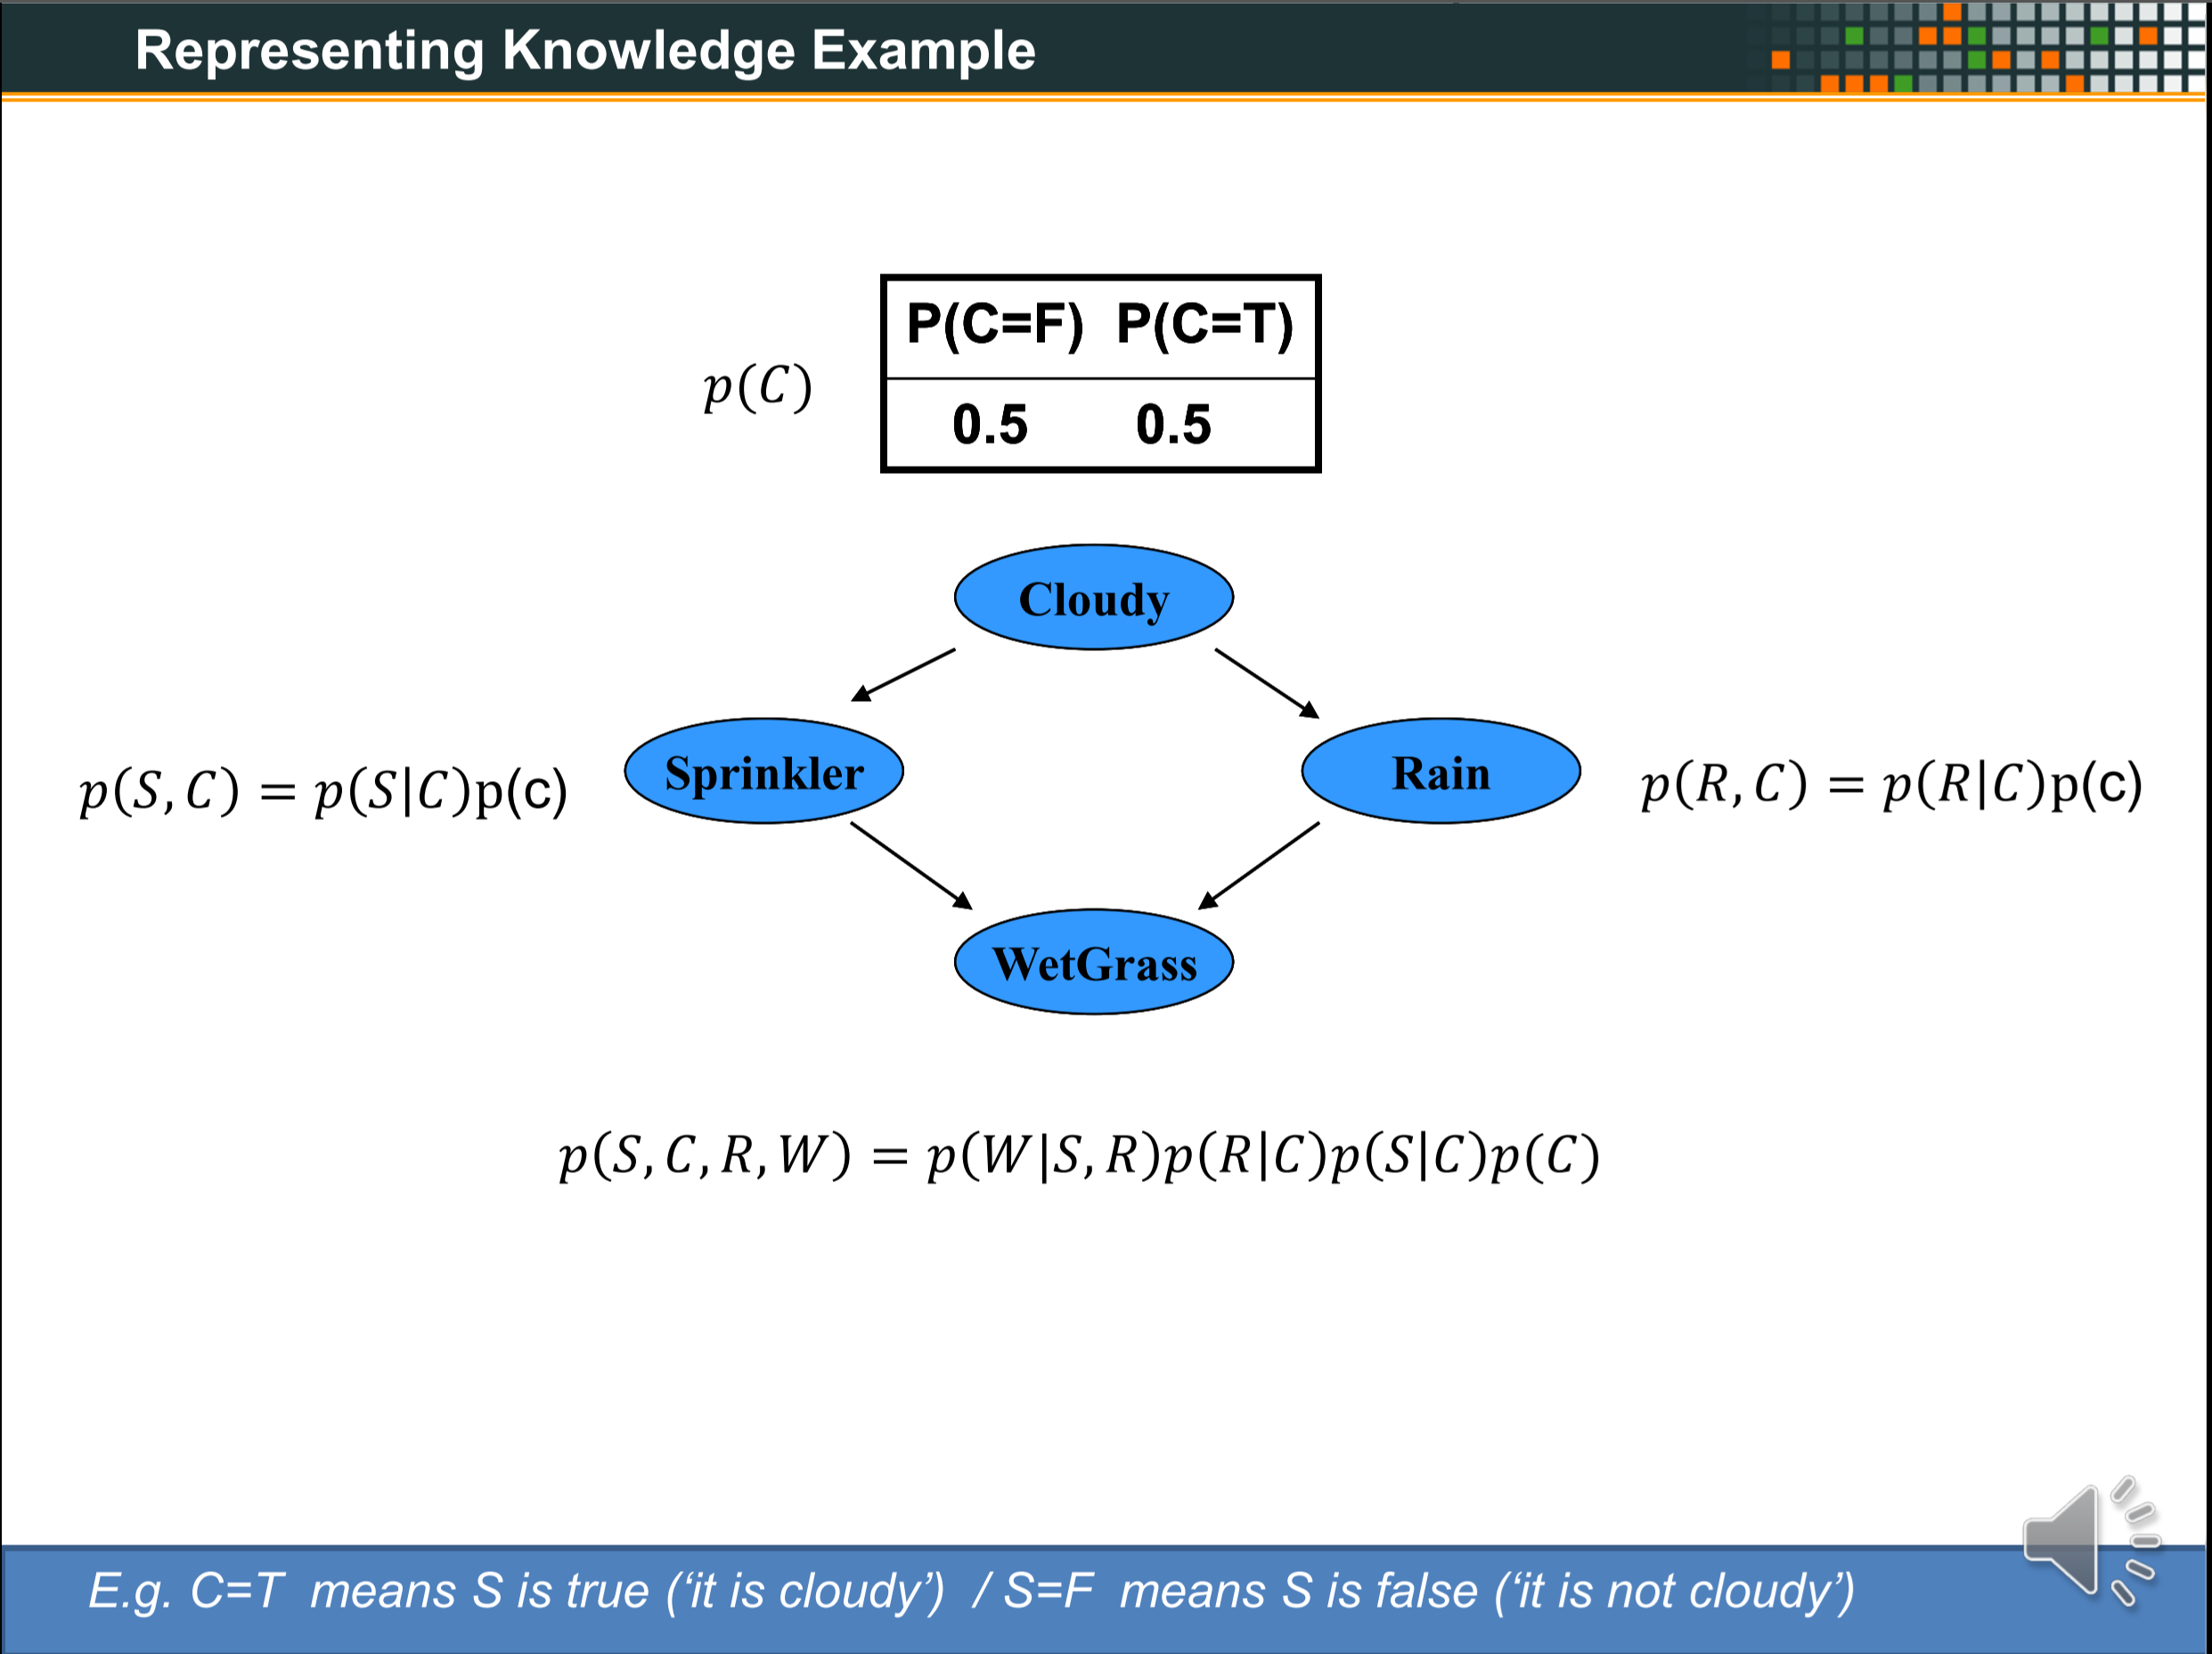 Representing Knowledge Example
P(C=F) P(C=T)
p(C)
0.5 0.5
Cloudy
Sprinkler
Rain
p(S,C) = p(S|C)p(c)
p(R,C) = p(R|C)p(c)
WetGrass
p(S,C,R,W) = p(W|S,R)p(R|C)p(S|C)p(C)
E.g. C=T means S is true (‘it is cloudy’) / S=F means S is false (‘it is not cloudy’)